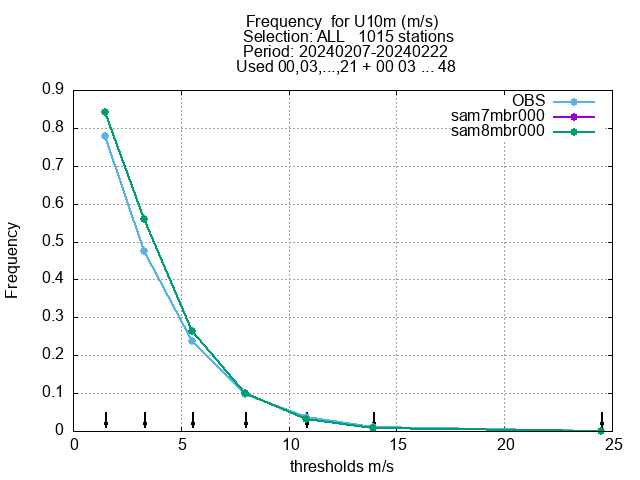 Frequency  for U10m (m/s)
Selection: ALL   1015 stations
Period: 20240207-20240222
Used 00,03,...,21 + 00 03 ... 48
OBS
sam7mbr000
sam8mbr000
0.9
0.8
0.7
0.6
0.5
0.4
0.3
0.2
0.1
0
Frequency
0 5 10 15 20 25
thresholds m/s